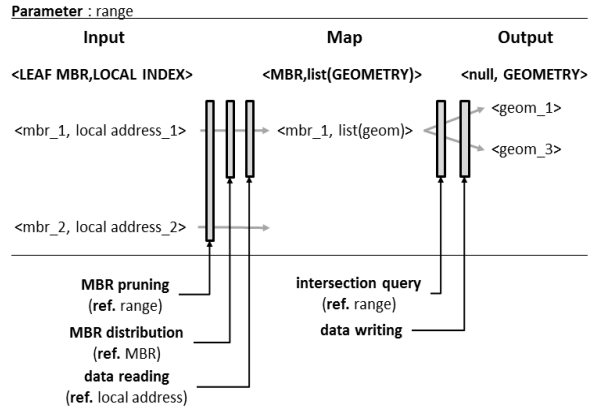 Parameter : range
Input Map Output
<LEAF MBR,LOCAL INDEX> <MBR,list(GEOMETRY)> <null, GEOMETRY>
<geom_1>
<mbr_1, local address_1> <mbr_1, list(geom)>
<geom_3>
<mbr_2, local address_2>
MBR pruning intersection query
(ref. range) (ref. range)
MBR distribution data writing
(ref. MBR)
data reading
(ref. local address)